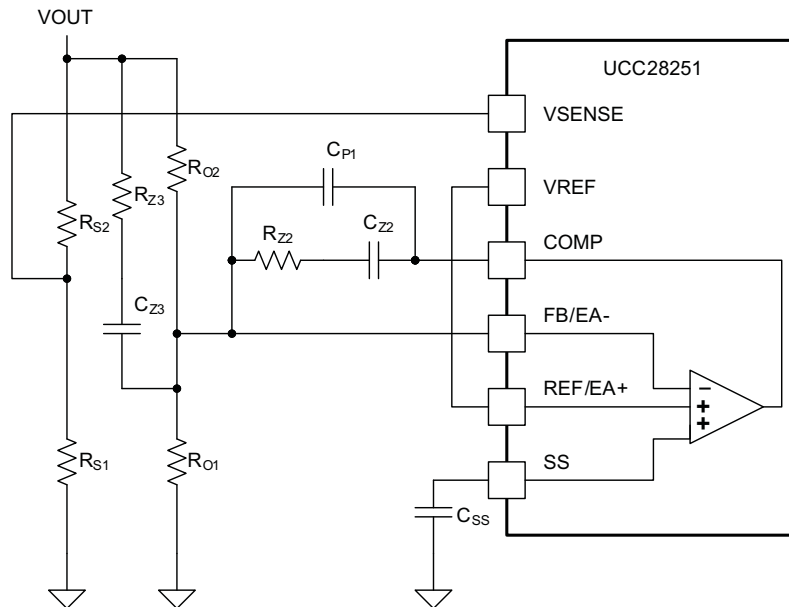 VOUT
UCC28251
VSENSE
CP1
RO2
VREF
RZ3
CZ2
RS2
RZ2
COMP
CZ3
FB/EA-
REF/EA+
−
+
+
RS1
RO1
SS
CSS